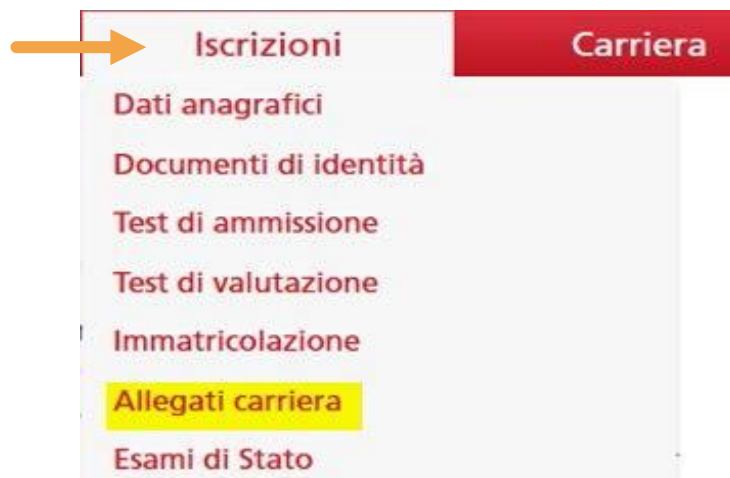 Iscrizioni Carriera
Dati anagrafici
Documenti di identità
Test di ammissione
Test di valutazione
Immatricolazione
Allegati carriera
Esami di Stato